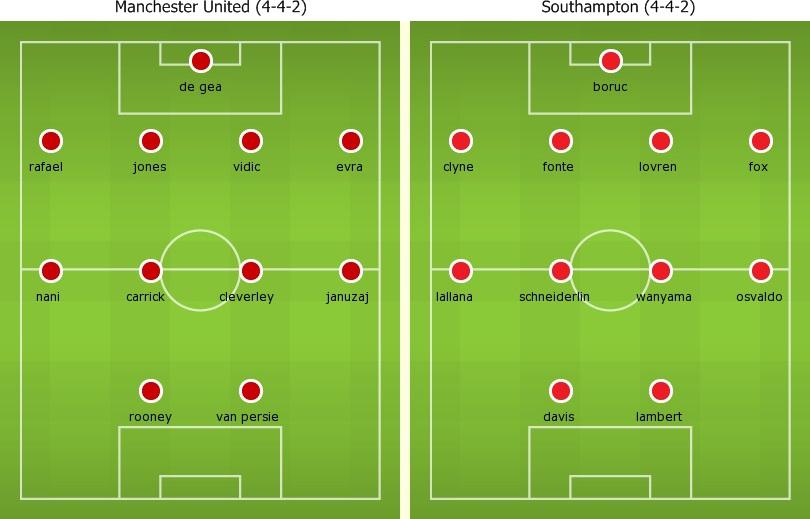 Manchester United (4-4-2)
de gea
rafael jones vidic evra
nani carrick cleverley januzaj
rooney van persie
Southampton (4-4-2)
boruc
clyne fonte lovren fox
lallana schneiderlin wanyama osvaldo
davis lambert